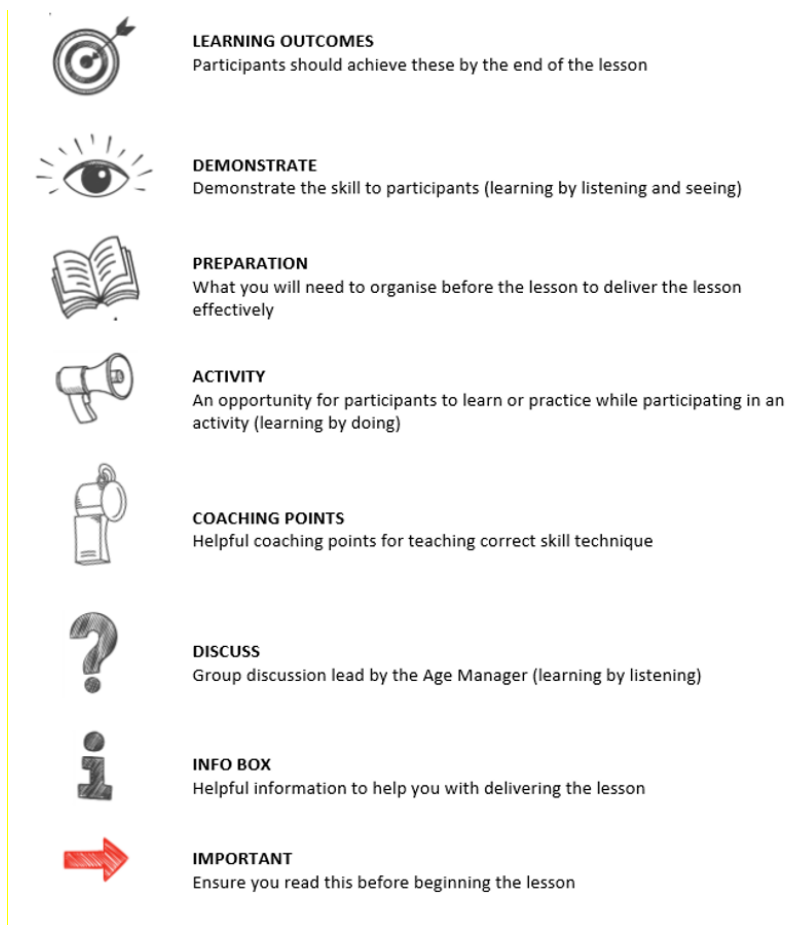 LEARNING OUTCOMES
Participants should achieve these by the end of the lesson
DEMONSTRATE
Demonstrate the skill to participants (learning by listening and seeing)
PREPARATION
What you will need to organise before the lesson to deliver the lesson
effectively
ACTIVITY
An opportunity for participants to learn or practice while participating in an
activity (learning by doing)
COACHING POINTS
Helpful coaching points for teaching correct skill technique
DISCUSS
Group discussion lead by the Age Manager (learning by listening)
INFO BOX
Helpful information to help you with delivering the lesson
IMPORTANT
Ensure you read this before beginning the lesson